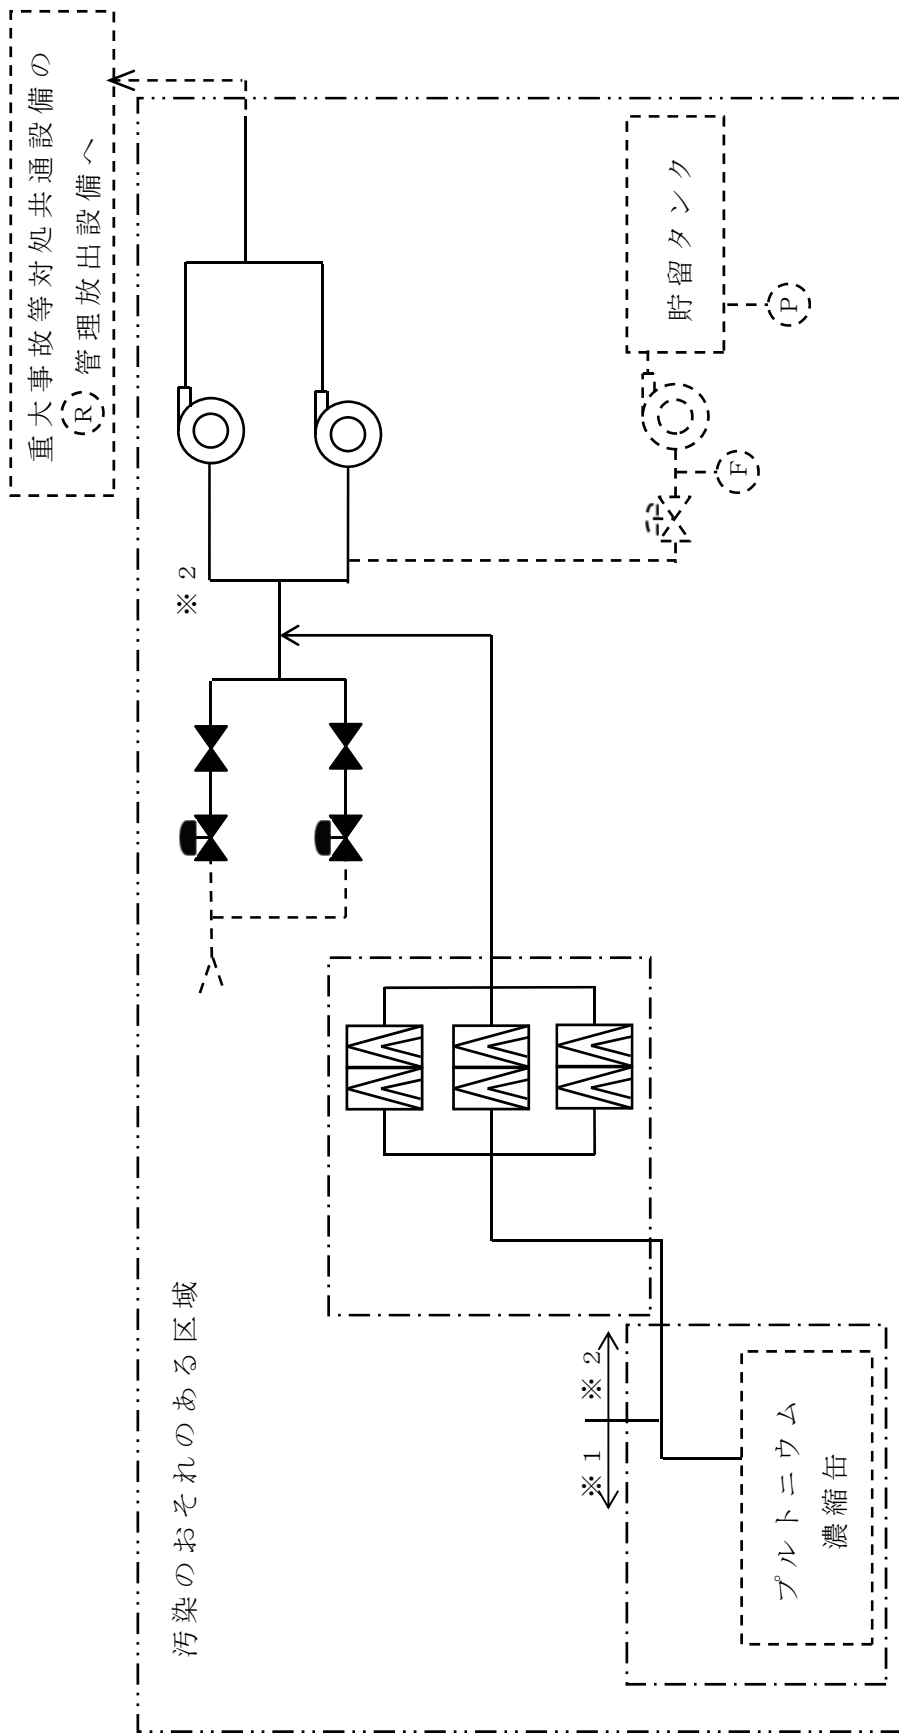 重大事故等対処共通設備の
R 管理放出設備へ
貯留タンク
P
F
※2
汚染のおそれのある区域
※1 ※2
プルトニウム
濃縮缶